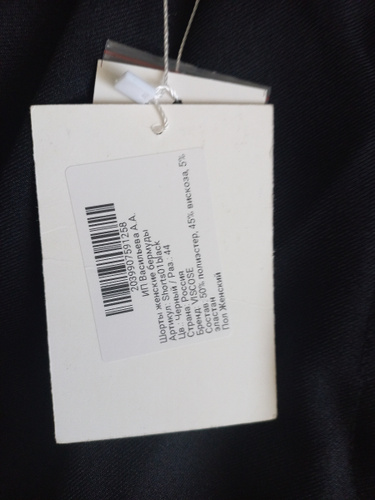 2039907591258
ИП Васильева А.А.
Шорты женские бермуды
Артикул: Shorts01black
Цв.: Черный / Раз.: 44
Страна: Россия
Бренд: VISCOSE
Состав: 50% полиэстер, 45% вискоза, 5%
эластан
Пол: Женский